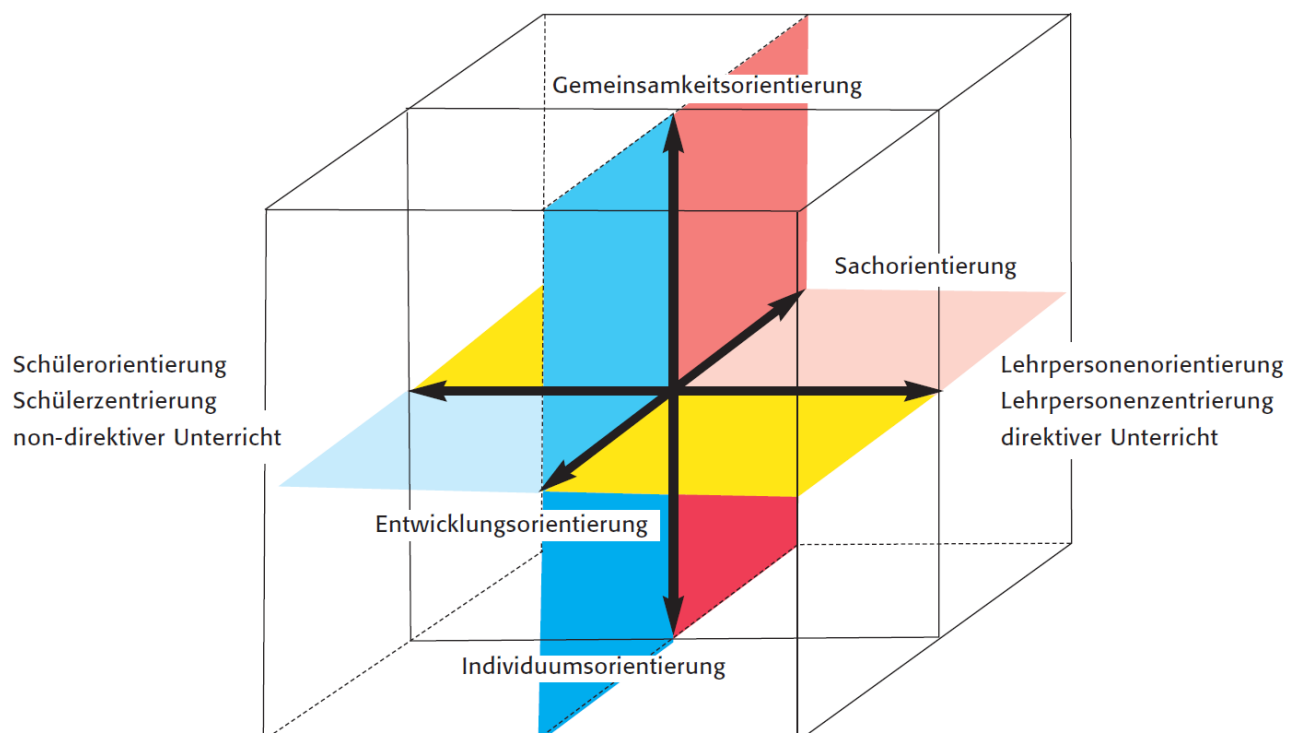 Gemeinsamkeitsorientierung
Sachorientierung
Schülerorientierung
Schülerzentrierung
non-direktiver Unterricht
Lehrpersonenorientierung
Lehrpersonenzentrierung
direktiver Unterricht
Entwicklungsorientierung
Individuumsorientierung